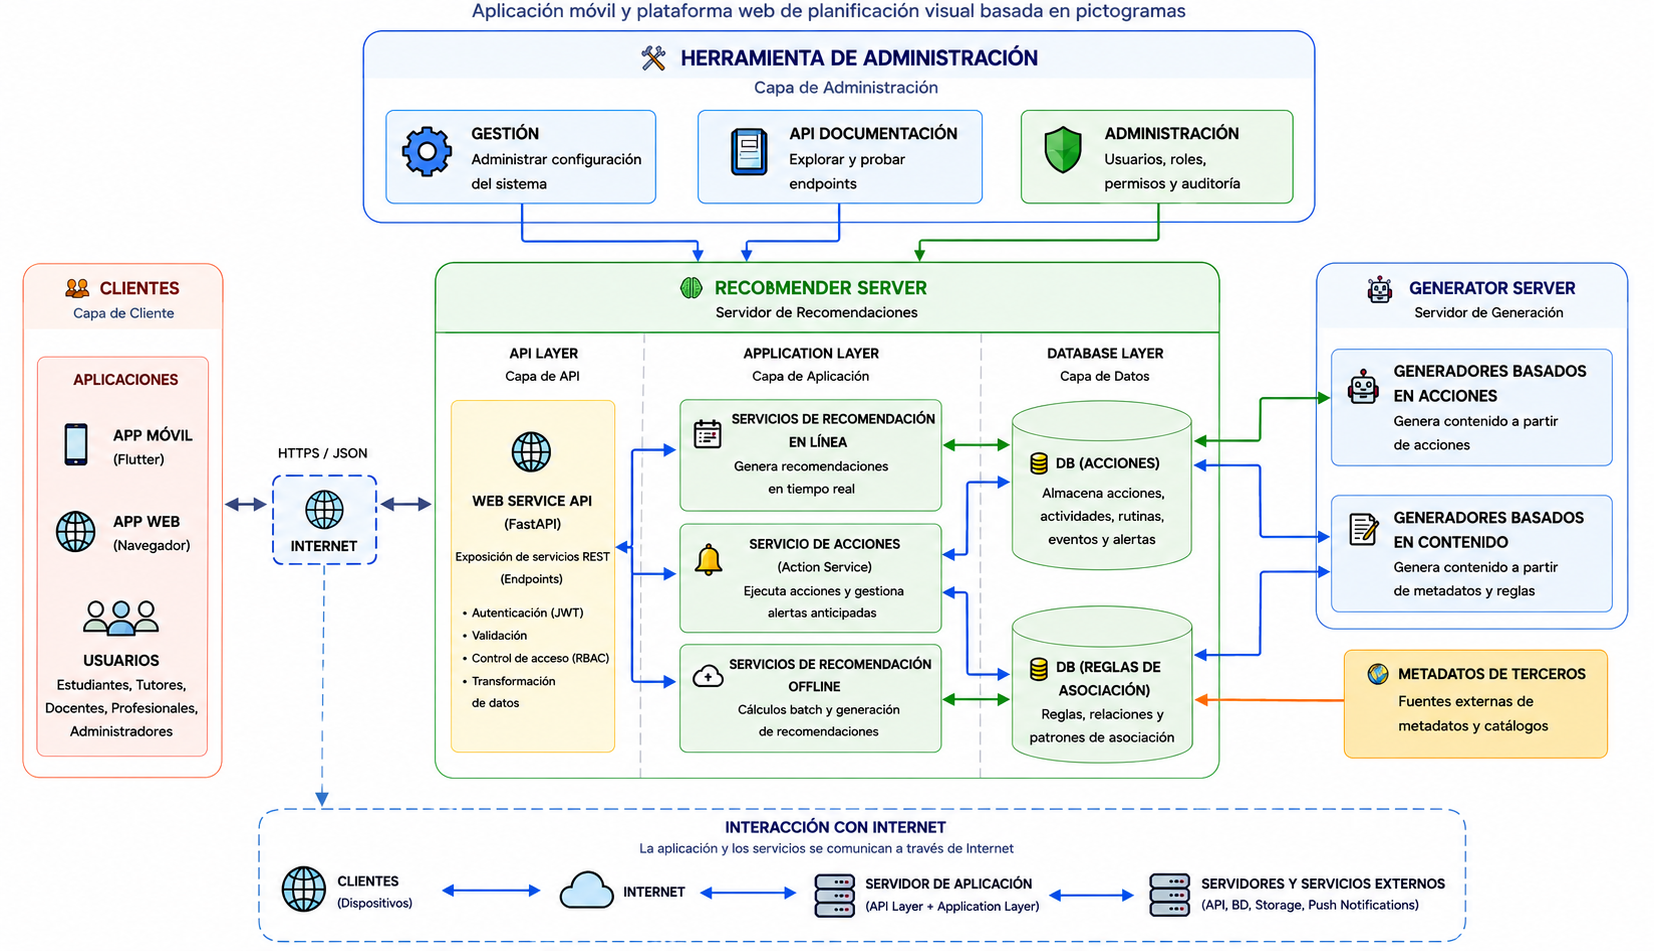 Aplicación móvil y plataforma web de planificación visual basada en pictogramas
HERRAMIENTA DE ADMINISTRACIÓN
Capa de Administración
GESTIÓN
Administrar configuración
del sistema
API DOCUMENTACIÓN
Explorar y probar
endpoints
ADMINISTRACIÓN
Usuarios, roles,
permisos y auditoría
CLIENTES
Capa de Cliente
APLICACIONES
APP MÓVIL
(Flutter)
APP WEB
(Navegador)
USUARIOS
Estudiantes, Tutores,
Docentes, Profesionales,
Administradores
HTTPS / JSON
INTERNET
RECOBMENDER SERVER
Servidor de Recomendaciones
API LAYER
Capa de API
WEB SERVICE API
(FastAPI)
Exposición de servicios REST
(Endpoints)
• Autenticación (JWT)
• Validación
• Control de acceso (RBAC)
• Transformación
de datos
APPLICATION LAYER
Capa de Aplicación
SERVICIOS DE RECOMENDACIÓN
EN LÍNEA
Genera recomendaciones
en tiempo real
SERVICIO DE ACCIONES
(Action Service)
Ejecuta acciones y gestiona
alertas anticipadas
SERVICIOS DE RECOMENDACIÓN
OFFLINE
Cálculos batch y generación
de recomendaciones
DATABASE LAYER
Capa de Datos
DB (ACCIONES)
Almacena acciones,
actividades, rutinas,
eventos y alertas
DB (REGLAS DE
ASOCIACIÓN)
Reglas, relaciones y
patrones de asociación
GENERATOR SERVER
Servidor de Generación
GENERADORES BASADOS
EN ACCIONES
Genera contenido a partir
de acciones
GENERADORES BASADOS
EN CONTENIDO
Genera contenido a partir
de metadatos y reglas
METADATOS DE TERCEROS
Fuentes externas de
metadatos y catálogos
INTERACCIÓN CON INTERNET
La aplicación y los servicios se comunican a través de Internet
CLIENTES
(Dispositivos)
INTERNET
SERVIDOR DE APLICACIÓN
(API Layer + Application Layer)
SERVIDORES Y SERVICIOS EXTERNOS
(API, BD, Storage, Push Notifications)